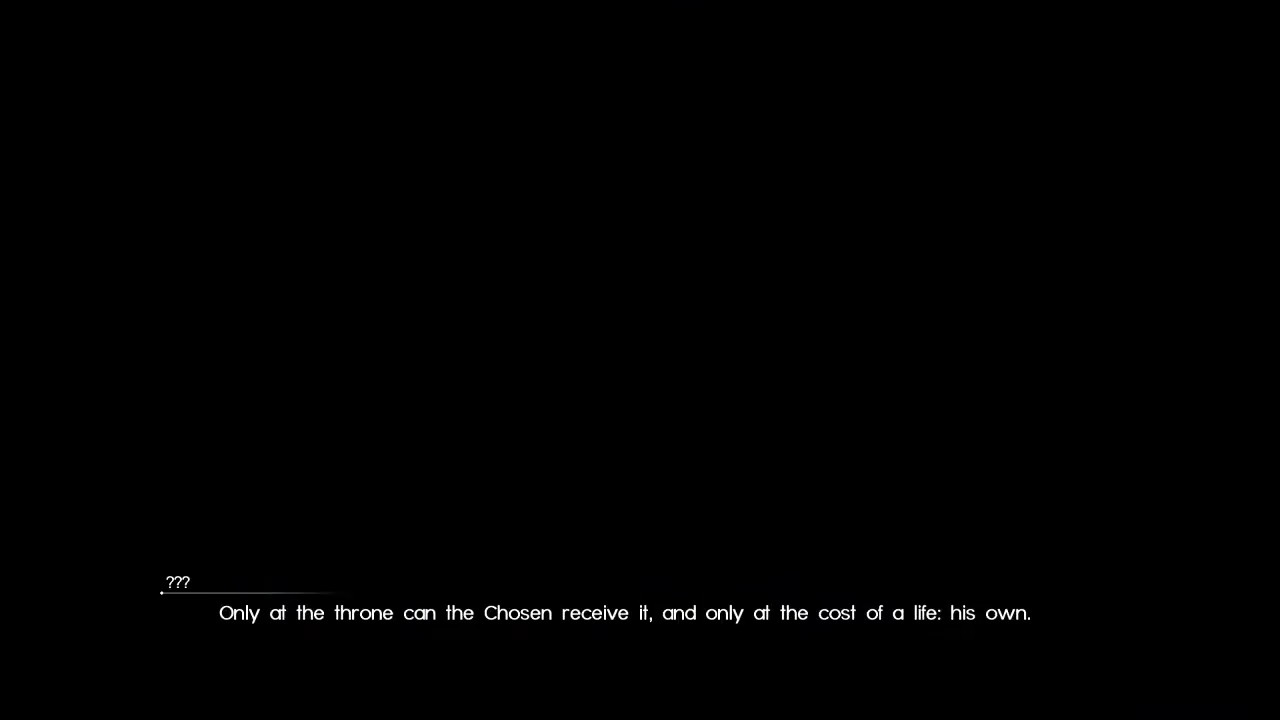 ???
Only at the throne can the Chosen receive it, and only at the cost of a life: his own.